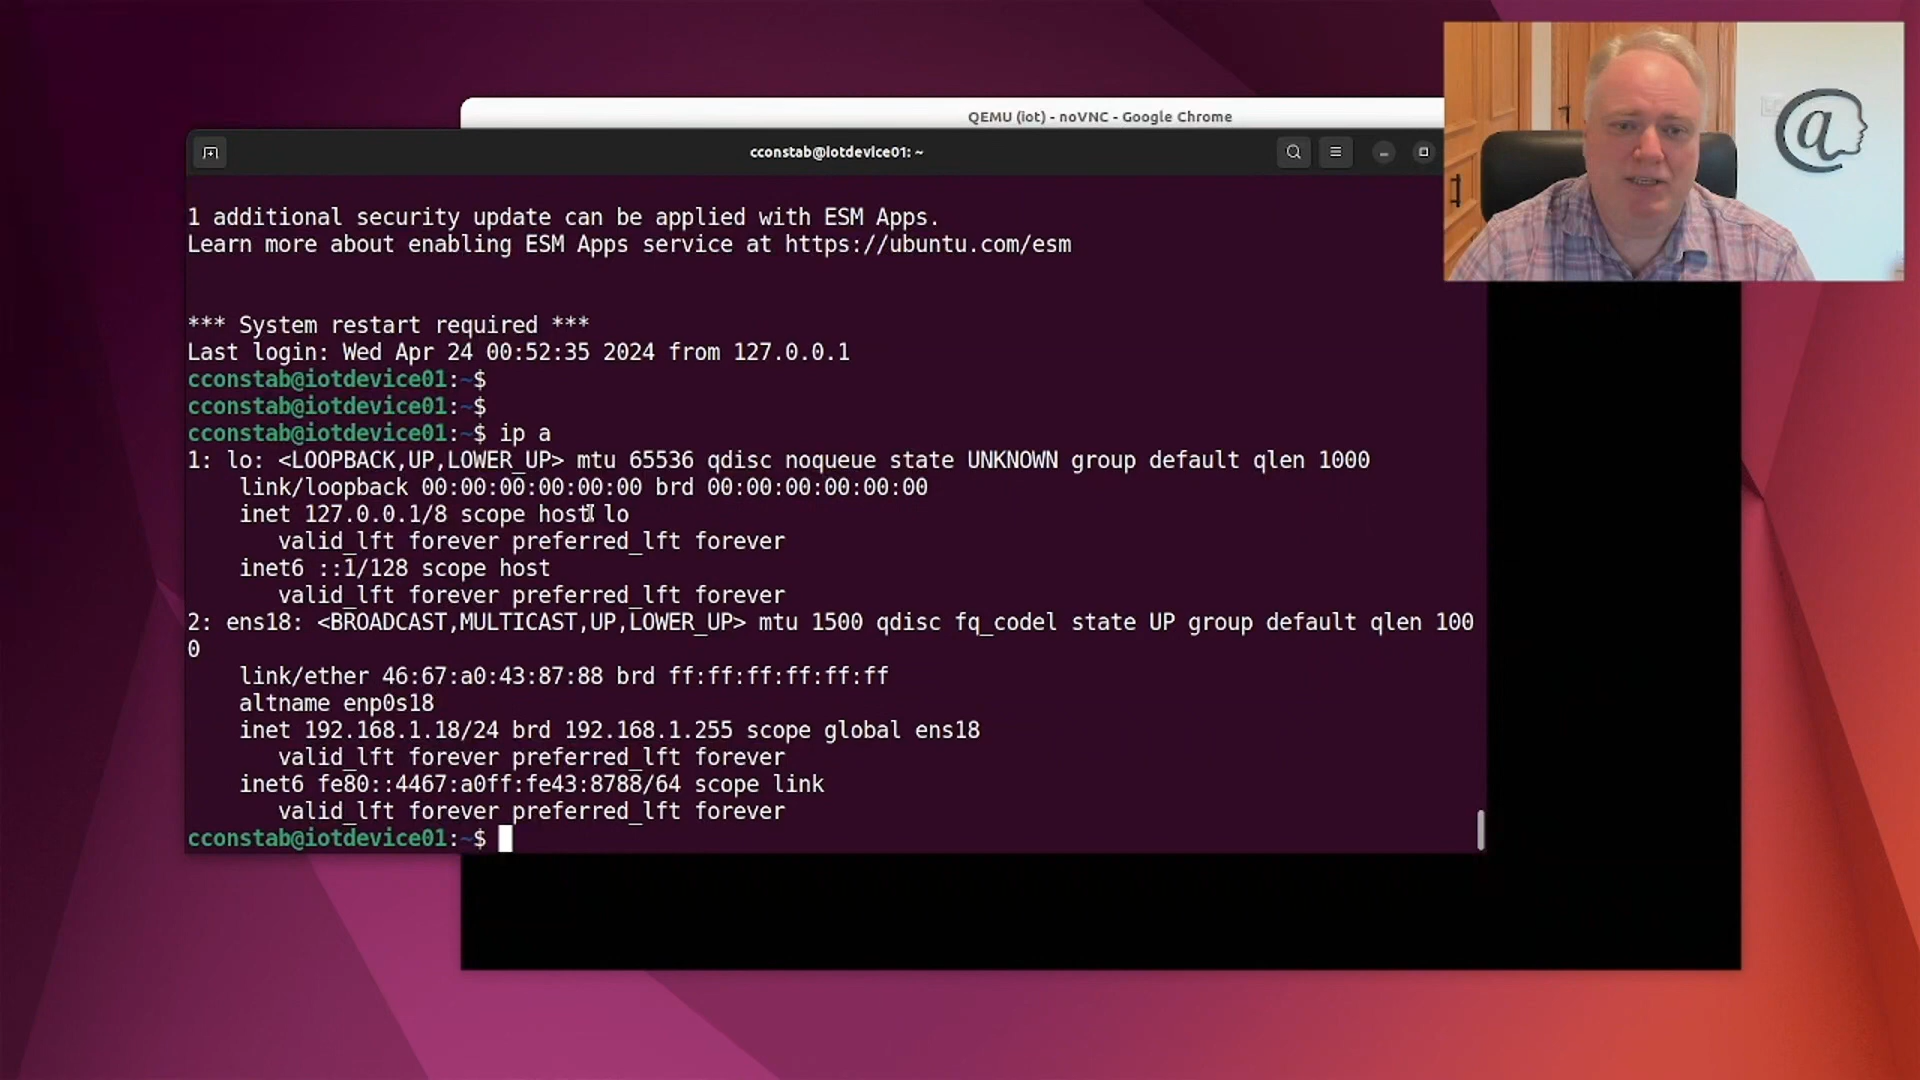 QEMU (iot) - noVNC - Google Chrome
cconstab@iotdevice01: ~
1 additional security update can be applied with ESM Apps.
Learn more about enabling ESM Apps service at https://ubuntu.com/esm
*** System restart required ***
Last login: Wed Apr 24 00:52:35 2024 from 127.0.0.1
cconstab@iotdevice01:~$
cconstab@iotdevice01:~$
cconstab@iotdevice01:~$ ip a
1: lo: <LOOPBACK,UP,LOWER_UP> mtu 65536 qdisc noqueue state UNKNOWN group default qlen 1000
link/loopback 00:00:00:00:00:00 brd 00:00:00:00:00:00
inet 127.0.0.1/8 scope host lo
valid_lft forever preferred_lft forever
inet6 ::1/128 scope host
valid_lft forever preferred_lft forever
2: ens18: <BROADCAST,MULTICAST,UP,LOWER_UP> mtu 1500 qdisc fq_codel state UP group default qlen 100
0
link/ether 46:67:a0:43:87:88 brd ff:ff:ff:ff:ff:ff
altname enp0s18
inet 192.168.1.18/24 brd 192.168.1.255 scope global ens18
valid_lft forever preferred_lft forever
inet6 fe80::4467:a0ff:fe43:8788/64 scope link
valid_lft forever preferred_lft forever
cconstab@iotdevice01:~$